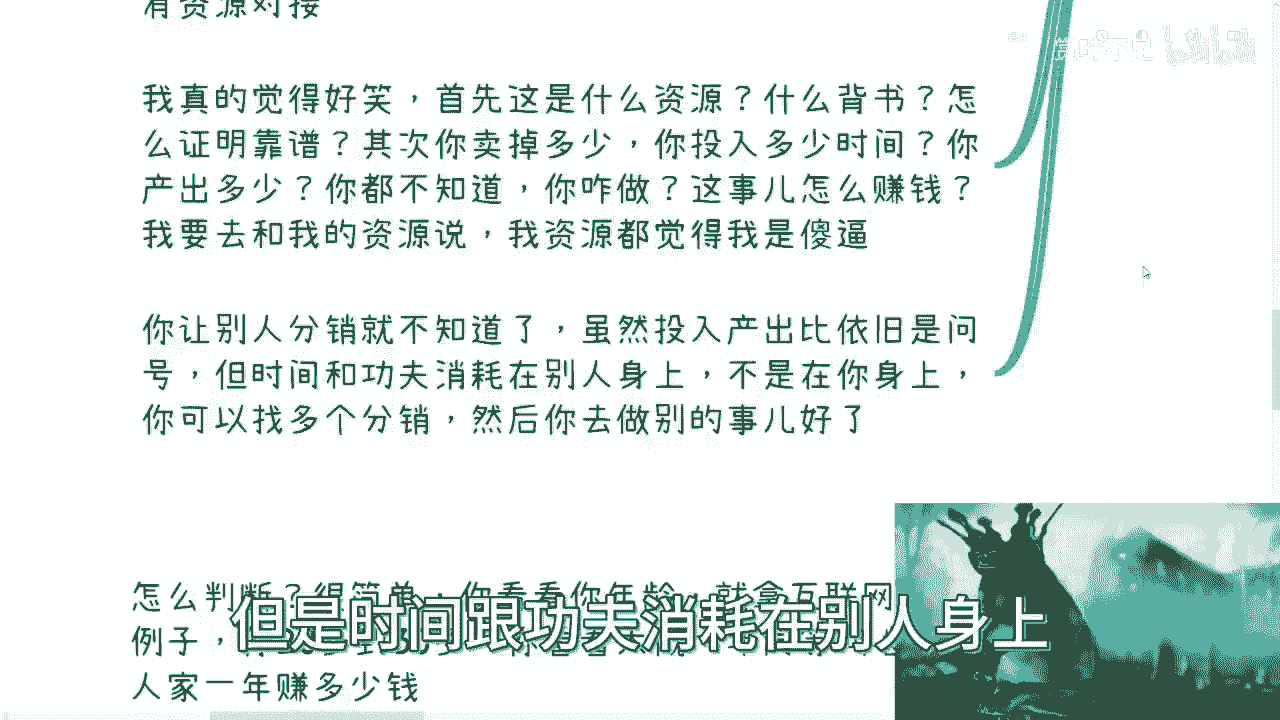 有资源对接
bilibili
我真的觉得好笑，首先这是什么资源？什么背书？怎
么证明靠谱？其次你卖掉多少，你投入多少时间？你
产出多少？你都不知道，你咋做？这事儿怎么赚钱？
我要去和我的资源说，我资源都觉得我是傻逼
你让别人分销就不知道了，虽然投入产出比依旧是问
号，但时间和功夫消耗在别人身上，不是在你身上，
你可以找多个分销，然后你去做别的事儿好了
怎么判断？很简单，你看看你年龄，就拿互联网
例子，
但是时间跟功夫消耗在别人身上
人家一年赚多少钱